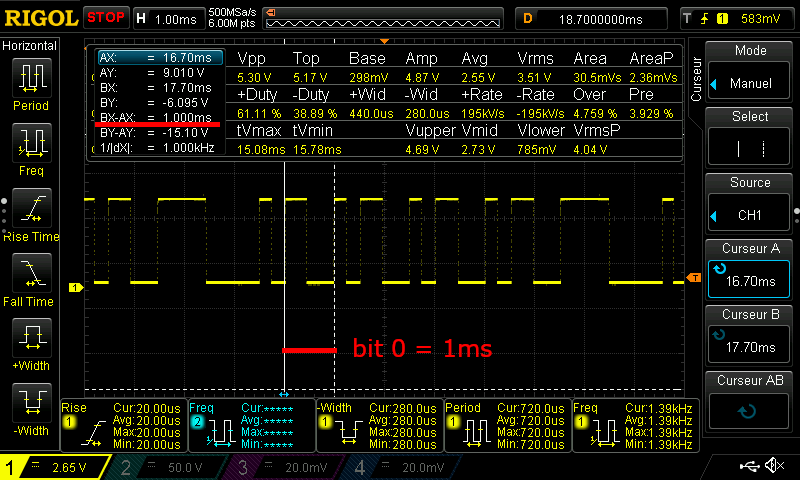 RIGOL STOP H 1.00ms 500MSa/s 6.00M pts D 18.7000000ms T 1 583mV
Horizontal
Period
Freq
Rise Time
Fall Time
+Width
-Width
AX: = 16.70ms
AY: = 9.010 V
BX: = 17.70ms
BY: = -6.095 V
BX-AX: = 1.000ms
BY-AY: = -15.10 V
1/|dX|: = 1.000kHz
Vpp Top Base Amp Avg Vrms Area AreaP
5.30 V 5.17 V 298mV 4.87 V 2.55 V 3.51 V 30.5mVs 2.36mVs
+Duty -Duty +Wid -Wid +Rate -Rate Over Pre
61.11 % 38.89 % 440.0us 280.0us 195kV/s -195kV/s 4.759 % 3.929 %
tVmax tVmin Vupper Vmid Vlower VrmsP
15.08ms 15.78ms 4.69 V 2.73 V 785mV 4.04 V
T
1
bit 0 = 1ms
Curseur
Mode
Manuel
Select
Source
CH1
Curseur A
16.70ms
Curseur B
17.70ms
Curseur AB
Rise
1
Cur:20.00us
Avg:20.00us
Max:20.00us
Min:20.00us
Freq
2
Cur:*****
Avg:*****
Max:*****
Min:*****
-Width
1
Cur:280.0us
Avg:280.0us
Max:280.0us
Min:280.0us
Period
1
Cur:720.0us
Avg:720.0us
Max:720.0us
Min:720.0us
Freq
1
Cur:1.39kHz
Avg:1.39kHz
Max:1.39kHz
Min:1.39kHz
1 2.65 V 2 50.0 V 3 20.0mV 4 20.0mV